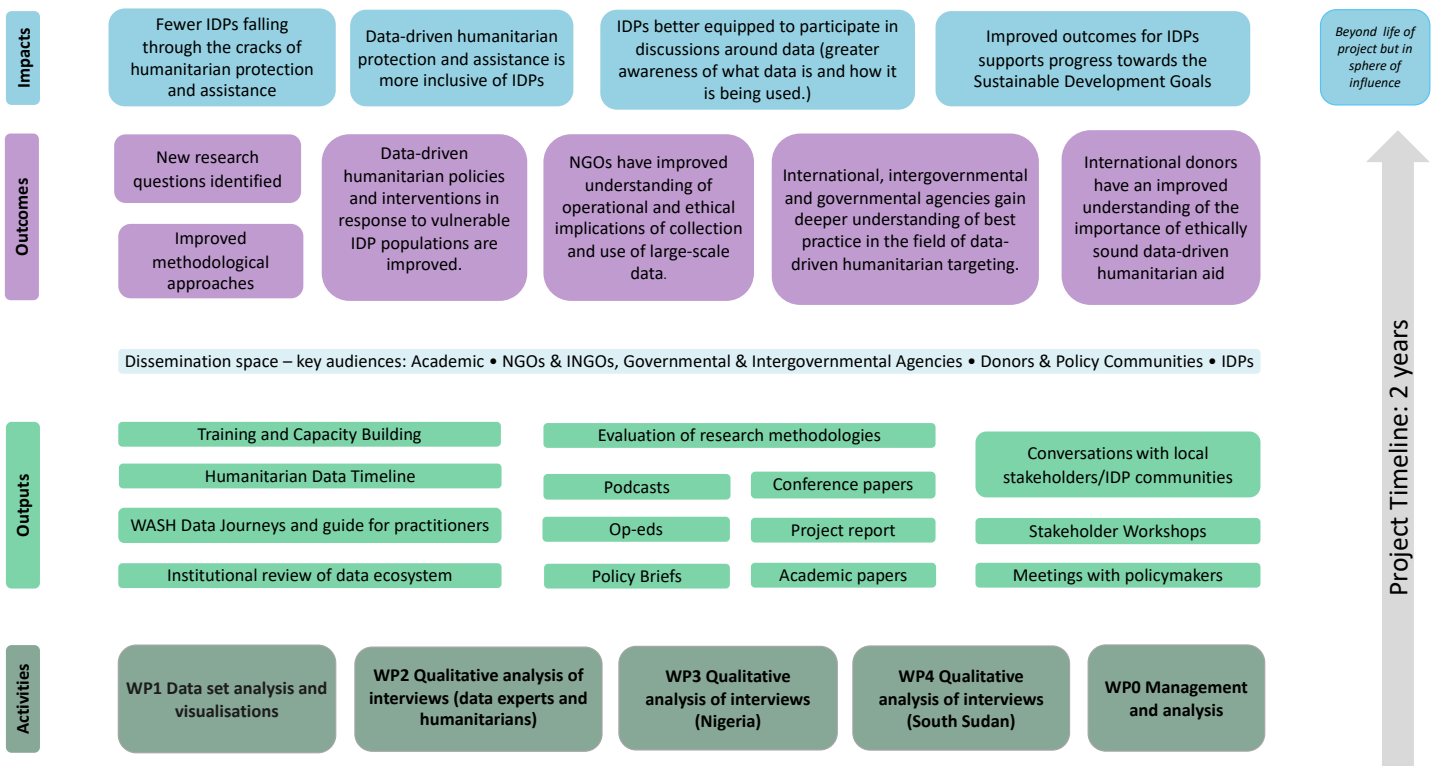 Impacts
Fewer IDPs falling
through the cracks of
humanitarian protection
and assistance
Data-driven humanitarian
protection and assistance is
more inclusive of IDPs
IDPs better equipped to participate in
discussions around data (greater
awareness of what data is and how it
is being used.)
Improved outcomes for IDPs
supports progress towards the
Sustainable Development Goals
Beyond life of
project but in
sphere of
influence
Outcomes
New research
questions identified
Improved
methodological
approaches
Data-driven
humanitarian policies
and interventions in
response to vulnerable
IDP populations are
improved.
NGOs have improved
understanding of
operational and ethical
implications of collection
and use of large-scale
data.
International, intergovernmental
and governmental agencies gain
deeper understanding of best
practice in the field of data-
driven humanitarian targeting.
International donors
have an improved
understanding of the
importance of ethically
sound data-driven
humanitarian aid
Dissemination space – key audiences: Academic • NGOs & INGOs, Governmental & Intergovernmental Agencies • Donors & Policy Communities • IDPs
Outputs
Training and Capacity Building
Humanitarian Data Timeline
WASH Data Journeys and guide for practitioners
Institutional review of data ecosystem
Evaluation of research methodologies
Podcasts
Conference papers
Op-eds
Project report
Policy Briefs
Academic papers
Conversations with local
stakeholders/IDP communities
Stakeholder Workshops
Meetings with policymakers
Activities
WP1 Data set analysis and
visualisations
WP2 Qualitative analysis of
interviews (data experts and
humanitarians)
WP3 Qualitative
analysis of interviews
(Nigeria)
WP4 Qualitative
analysis of interviews
(South Sudan)
WP0 Management
and analysis
Project Timeline: 2 years